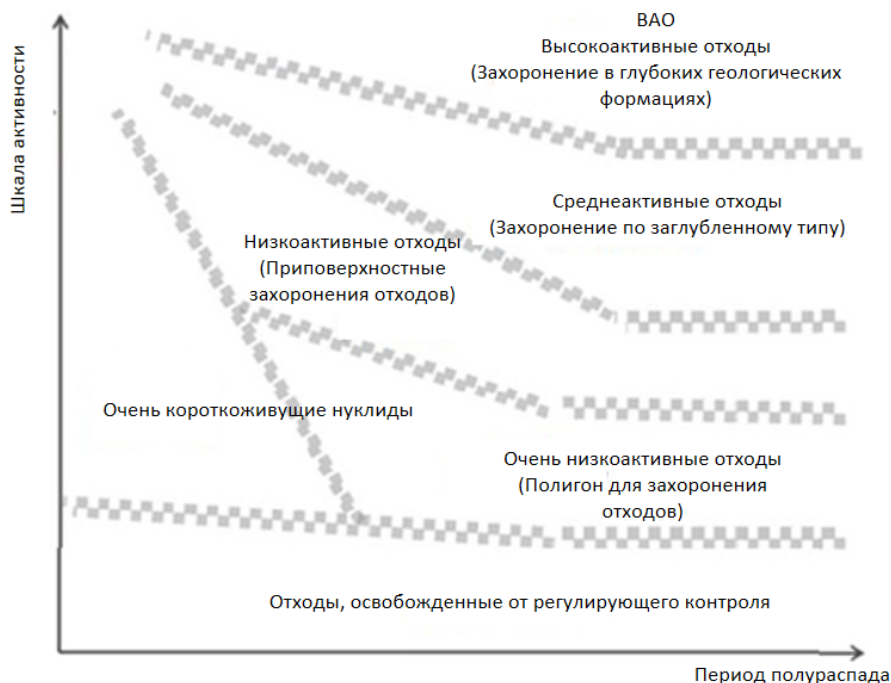 ВАО
Высокоактивные отходы
(Захоронение в глубоких геологических
формациях)
Шкала активности
Среднеактивные отходы
(Захоронение по заглубленному типу)
Низкоактивные отходы
(Приповерхностные
захоронения отходов)
Очень короткоживущие нуклиды
Очень низкоактивные отходы
(Полигон для захоронения
отходов)
Отходы, освобожденные от регулирующего контроля
Период полураспада